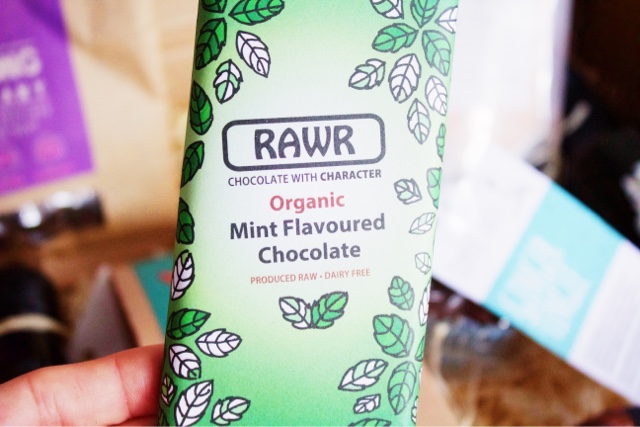 RAWR
CHOCOLATE WITH CHARACTER
Organic
Mint Flavoured
Chocolate
PRODUCED RAW • DAIRY FREE